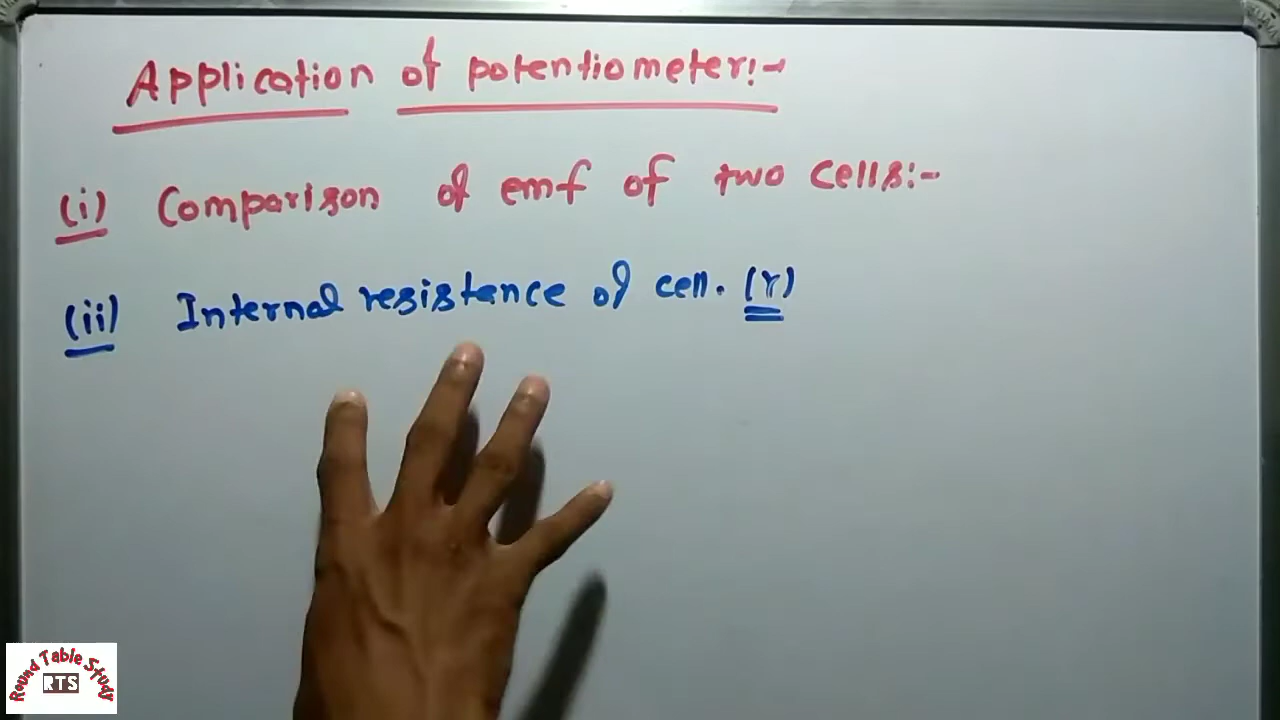 Application of potentiometer:→
(i) Comparison of emf of two cells:-
(ii) Internal resistance of cell. (r)
Round Table Study
RTS